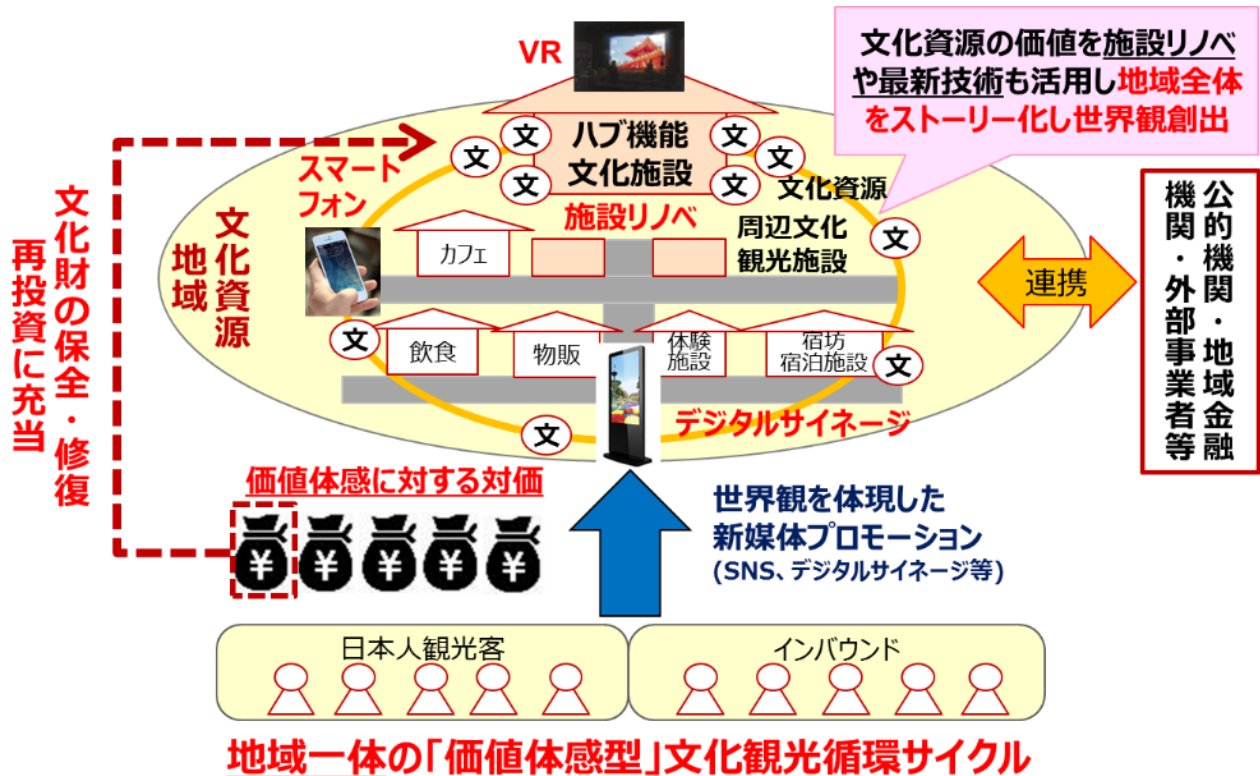 VR
文化資源の価値を施設リノベ
や最新技術も活用し地域全体
をストーリー化し世界観創出
文
文
ハブ機能
文化施設
文
文
文
文
文化資源
スマート
フォン
施設リノベ
文化資源
地域
カフェ
周辺文化
観光施設
文
連携
公的機関・地域金融
機関・外部事業者等
文化財の保全・修復
再投資に充当
文
飲食
物販
体験
施設
宿坊
宿泊施設
文
文
デジタルサイネージ
価値体感に対する対価
¥ ¥ ¥ ¥ ¥
世界観を体現した
新媒体プロモーション
(SNS、デジタルサイネージ等)
日本人観光客
インバウンド
地域一体の「価値体感型」文化観光循環サイクル